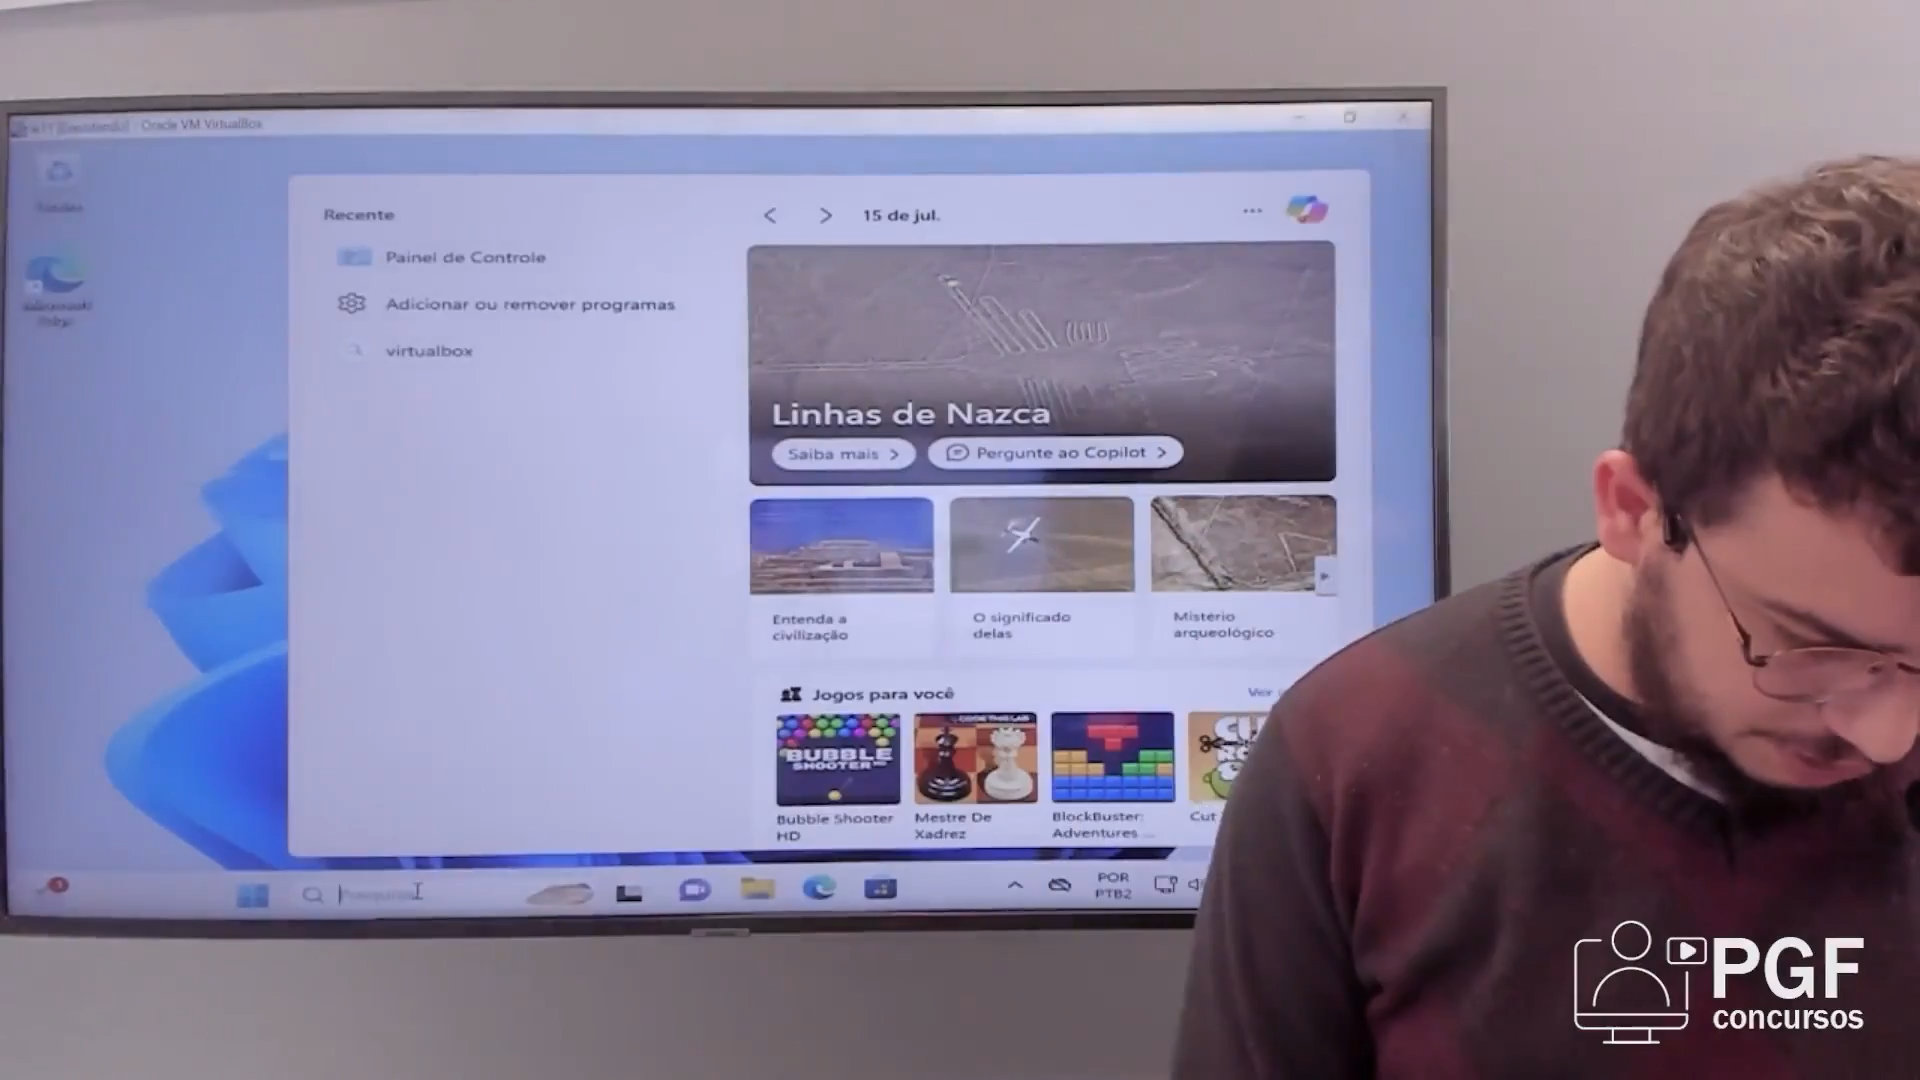 Oracle VM VirtualBox
Recente
Painel de Controle
Adicionar ou remover programas
virtualbox
15 de jul.
Linhas de Nazca
Saiba mais
Pergunte ao Copilot
Entenda a
civilização
O significado
delas
Mistério
arqueológico
Jogos para você
Ver
BUBBLE
SHOOTER
Bubble Shooter
HD
Mestre De
Xadrez
BlockBuster:
Adventures ...
Cut
POR
PTB2
PGF
concursos